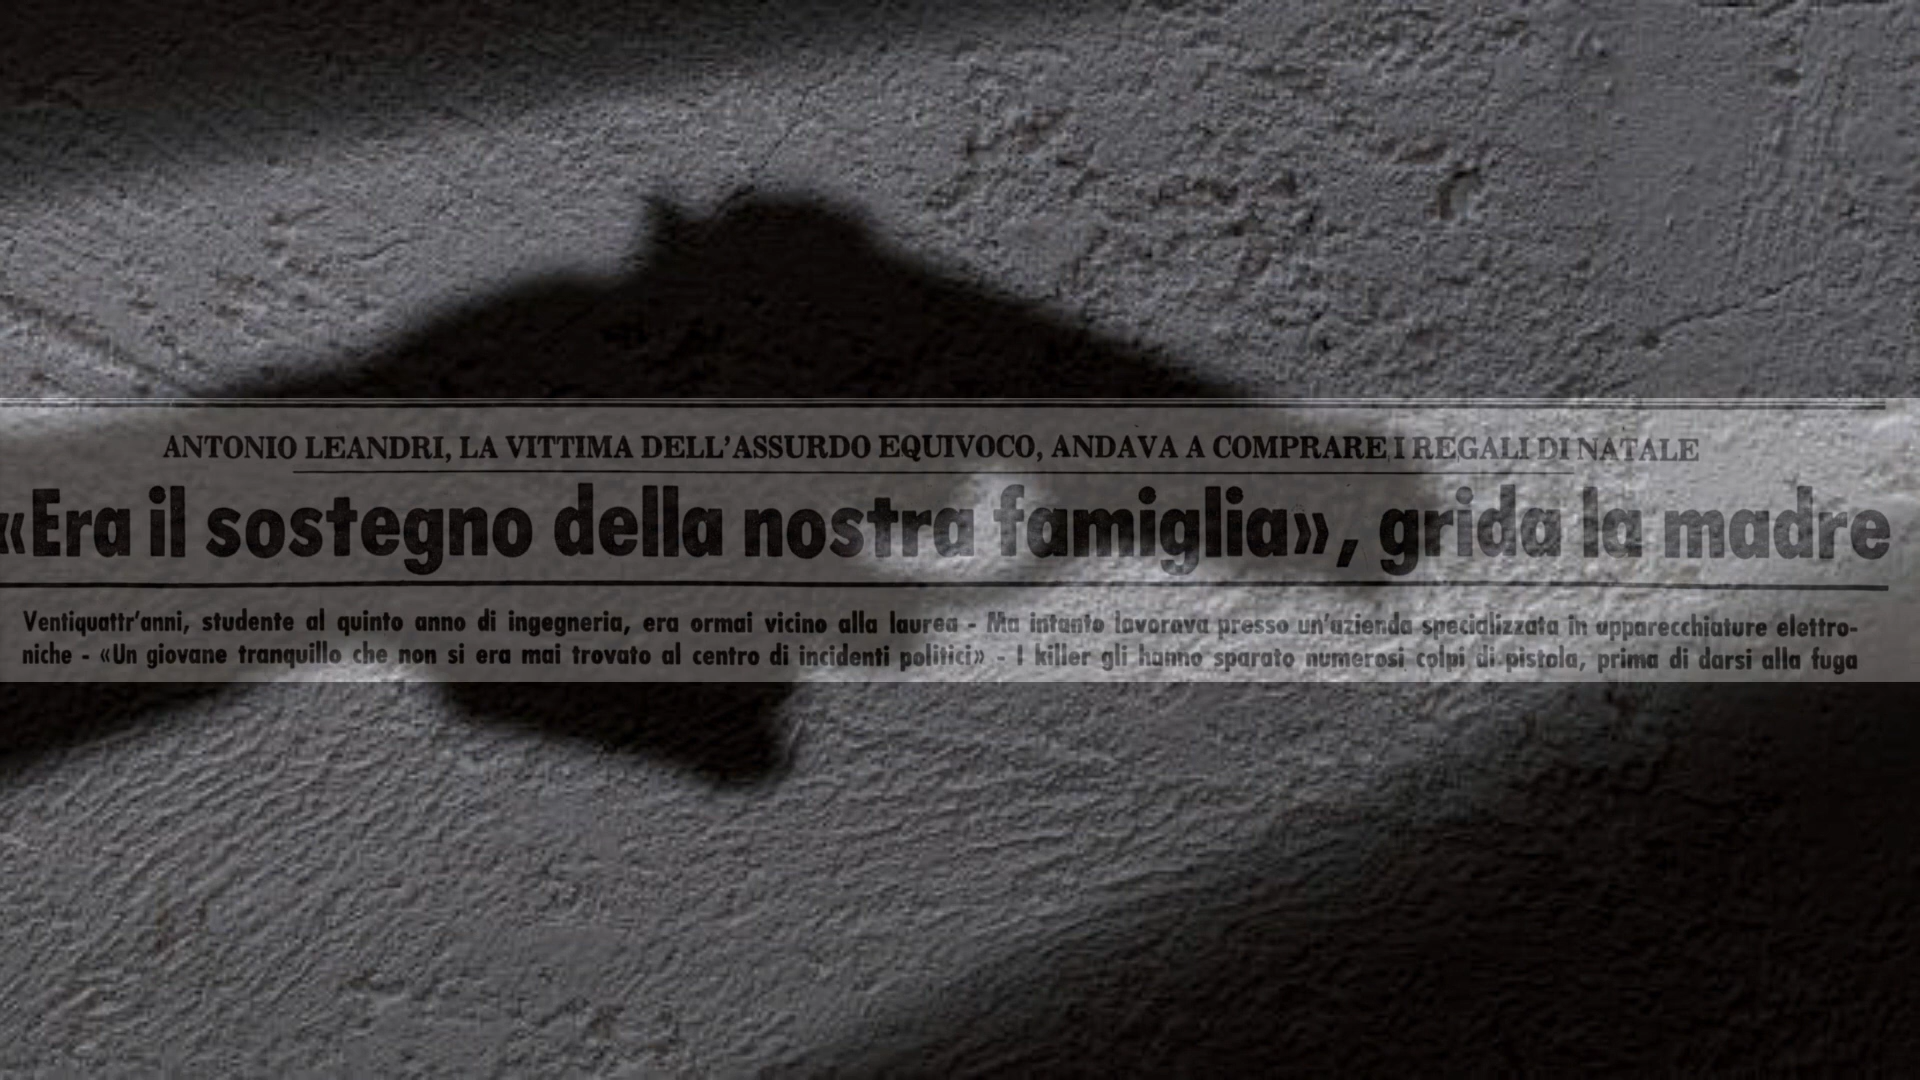 ANTONIO LEANDRI, LA VITTIMA DELL'ASSURDO EQUIVOCO, ANDAVA A COMPRARE I REGALI DI NATALE
«Era il sostegno della nostra famiglia», grida la madre
Ventiquattr'anni, studente al quinto anno di ingegneria, era ormai vicino alla laurea - Ma intanto lavorava presso un'azienda specializzata in apparecchiature elettro-
niche - «Un giovane tranquillo che non si era mai trovato al centro di incidenti politici» - I killer gli hanno sparato numerosi colpi di pistola, prima di darsi alla fuga